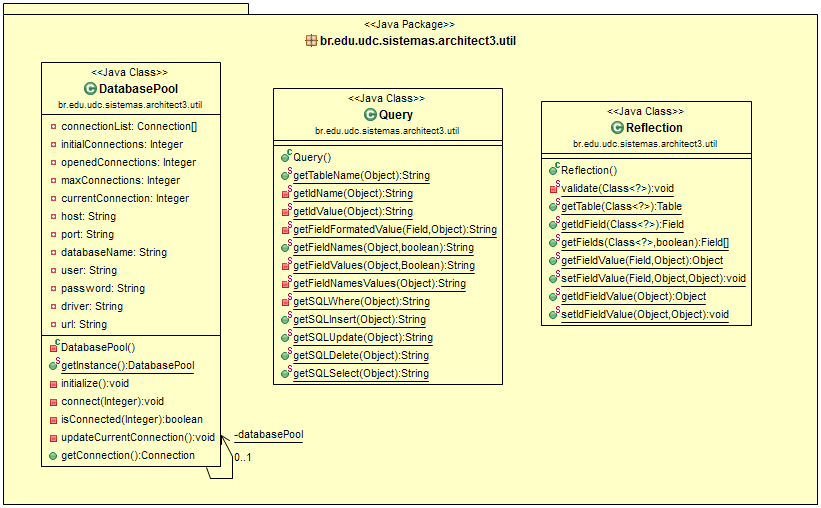 <<Java Package>>
br.edu.udc.sistemas.architect3.util
<<Java Class>>
DatabasePool
br.edu.udc.sistemas.architect3.util
connectionList: Connection[]
initialConnections: Integer
openedConnections: Integer
maxConnections: Integer
currentConnection: Integer
host: String
port: String
databaseName: String
user: String
password: String
driver: String
url: String
DatabasePool()
getInstance():DatabasePool
initialize():void
connect(Integer):void
isConnected(Integer):boolean
updateCurrentConnection():void
getConnection():Connection
-databasePool
0..1
<<Java Class>>
Query
br.edu.udc.sistemas.architect3.util
Query()
getTableName(Object):String
getIdName(Object):String
getIdValue(Object):String
getFieldFormatedValue(Field,Object):String
getFieldNames(Object,boolean):String
getFieldValues(Object,Boolean):String
getFieldNamesValues(Object):String
getSQLWhere(Object):String
getSQLInsert(Object):String
getSQLUpdate(Object):String
getSQLDelete(Object):String
getSQLSelect(Object):String
<<Java Class>>
Reflection
br.edu.udc.sistemas.architect3.util
Reflection()
validate(Class<?>):void
getTable(Class<?>):Table
getIdField(Class<?>):Field
getFields(Class<?>,boolean):Field[]
getFieldValue(Field,Object):Object
setFieldValue(Field,Object,Object):void
getIdFieldValue(Object):Object
setIdFieldValue(Object,Object):void